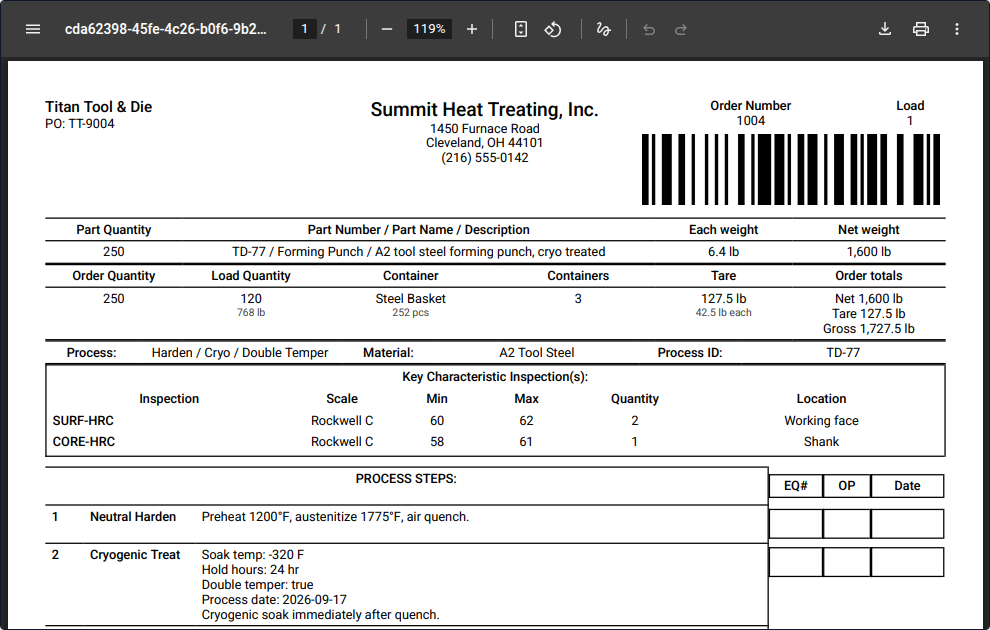 cda62398-45fe-4c26-b0f6-9b2...
1 / 1
119%
Titan Tool & Die
PO: TT-9004
Summit Heat Treating, Inc.
1450 Furnace Road
Cleveland, OH 44101
(216) 555-0142
Order Number Load
1004 1
Part Quantity Part Number / Part Name / Description Each weight Net weight
250 TD-77 / Forming Punch / A2 tool steel forming punch, cryo treated 6.4 lb 1,600 lb
Order Quantity Load Quantity Container Containers Tare Order totals
250 120 Steel Basket 3 127.5 lb Net 1,600 lb
768 lb 252 pcs 42.5 lb each Tare 127.5 lb
Gross 1,727.5 lb
Process: Harden / Cryo / Double Temper Material: A2 Tool Steel Process ID: TD-77
Key Characteristic Inspection(s):
Inspection Scale Min Max Quantity Location
SURF-HRC Rockwell C 60 62 2 Working face
CORE-HRC Rockwell C 58 61 1 Shank
PROCESS STEPS: EQ# OP Date
1 Neutral Harden Preheat 1200°F, austenitize 1775°F, air quench.
2 Cryogenic Treat Soak temp: -320 F
Hold hours: 24 hr
Double temper: true
Process date: 2026-09-17
Cryogenic soak immediately after quench.